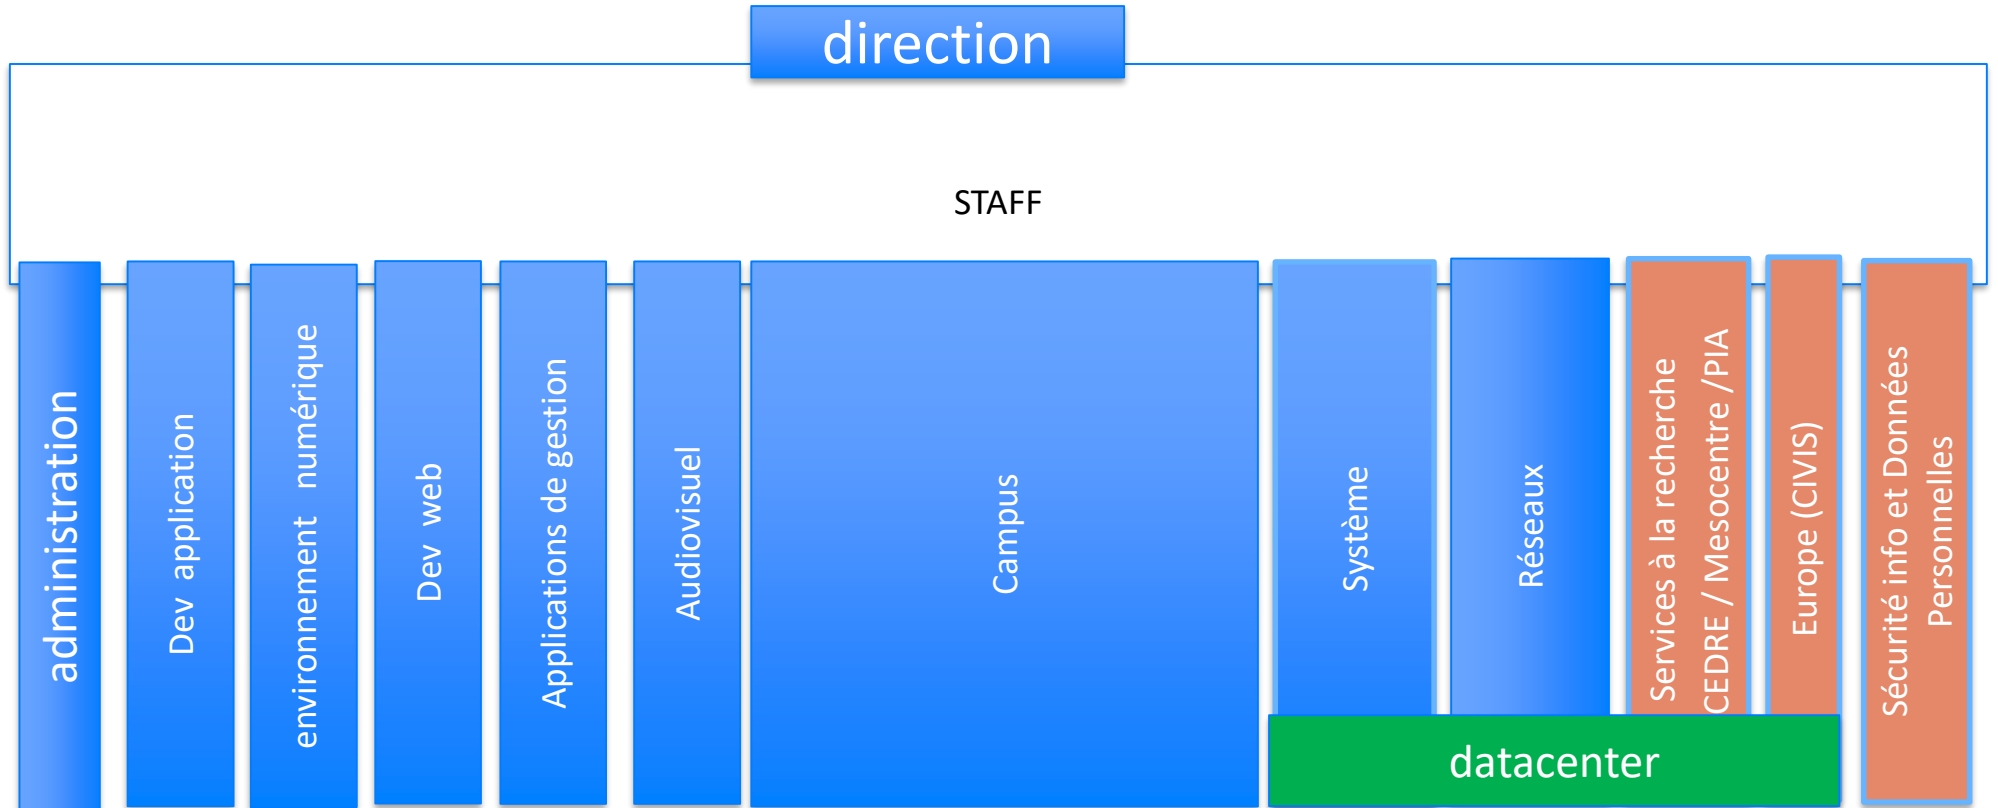 direction
STAFF
administration
Dev application
environnement numérique
Dev web
Applications de gestion
Audiovisuel
Campus
Système
Réseaux
Services à la recherche
CEDRE / Mesocentre /PIA
Europe (CIVIS)
Sécurité info et Données
Personnelles
datacenter